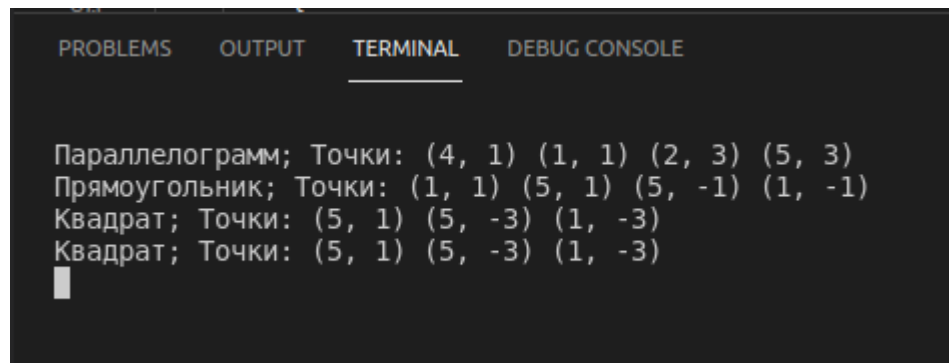 PROBLEMS OUTPUT TERMINAL DEBUG CONSOLE
Параллелограмм; Точки: (4, 1) (1, 1) (2, 3) (5, 3)
Прямоугольник; Точки: (1, 1) (5, 1) (5, -1) (1, -1)
Квадрат; Точки: (5, 1) (5, -3) (1, -3)
Квадрат; Точки: (5, 1) (5, -3) (1, -3)